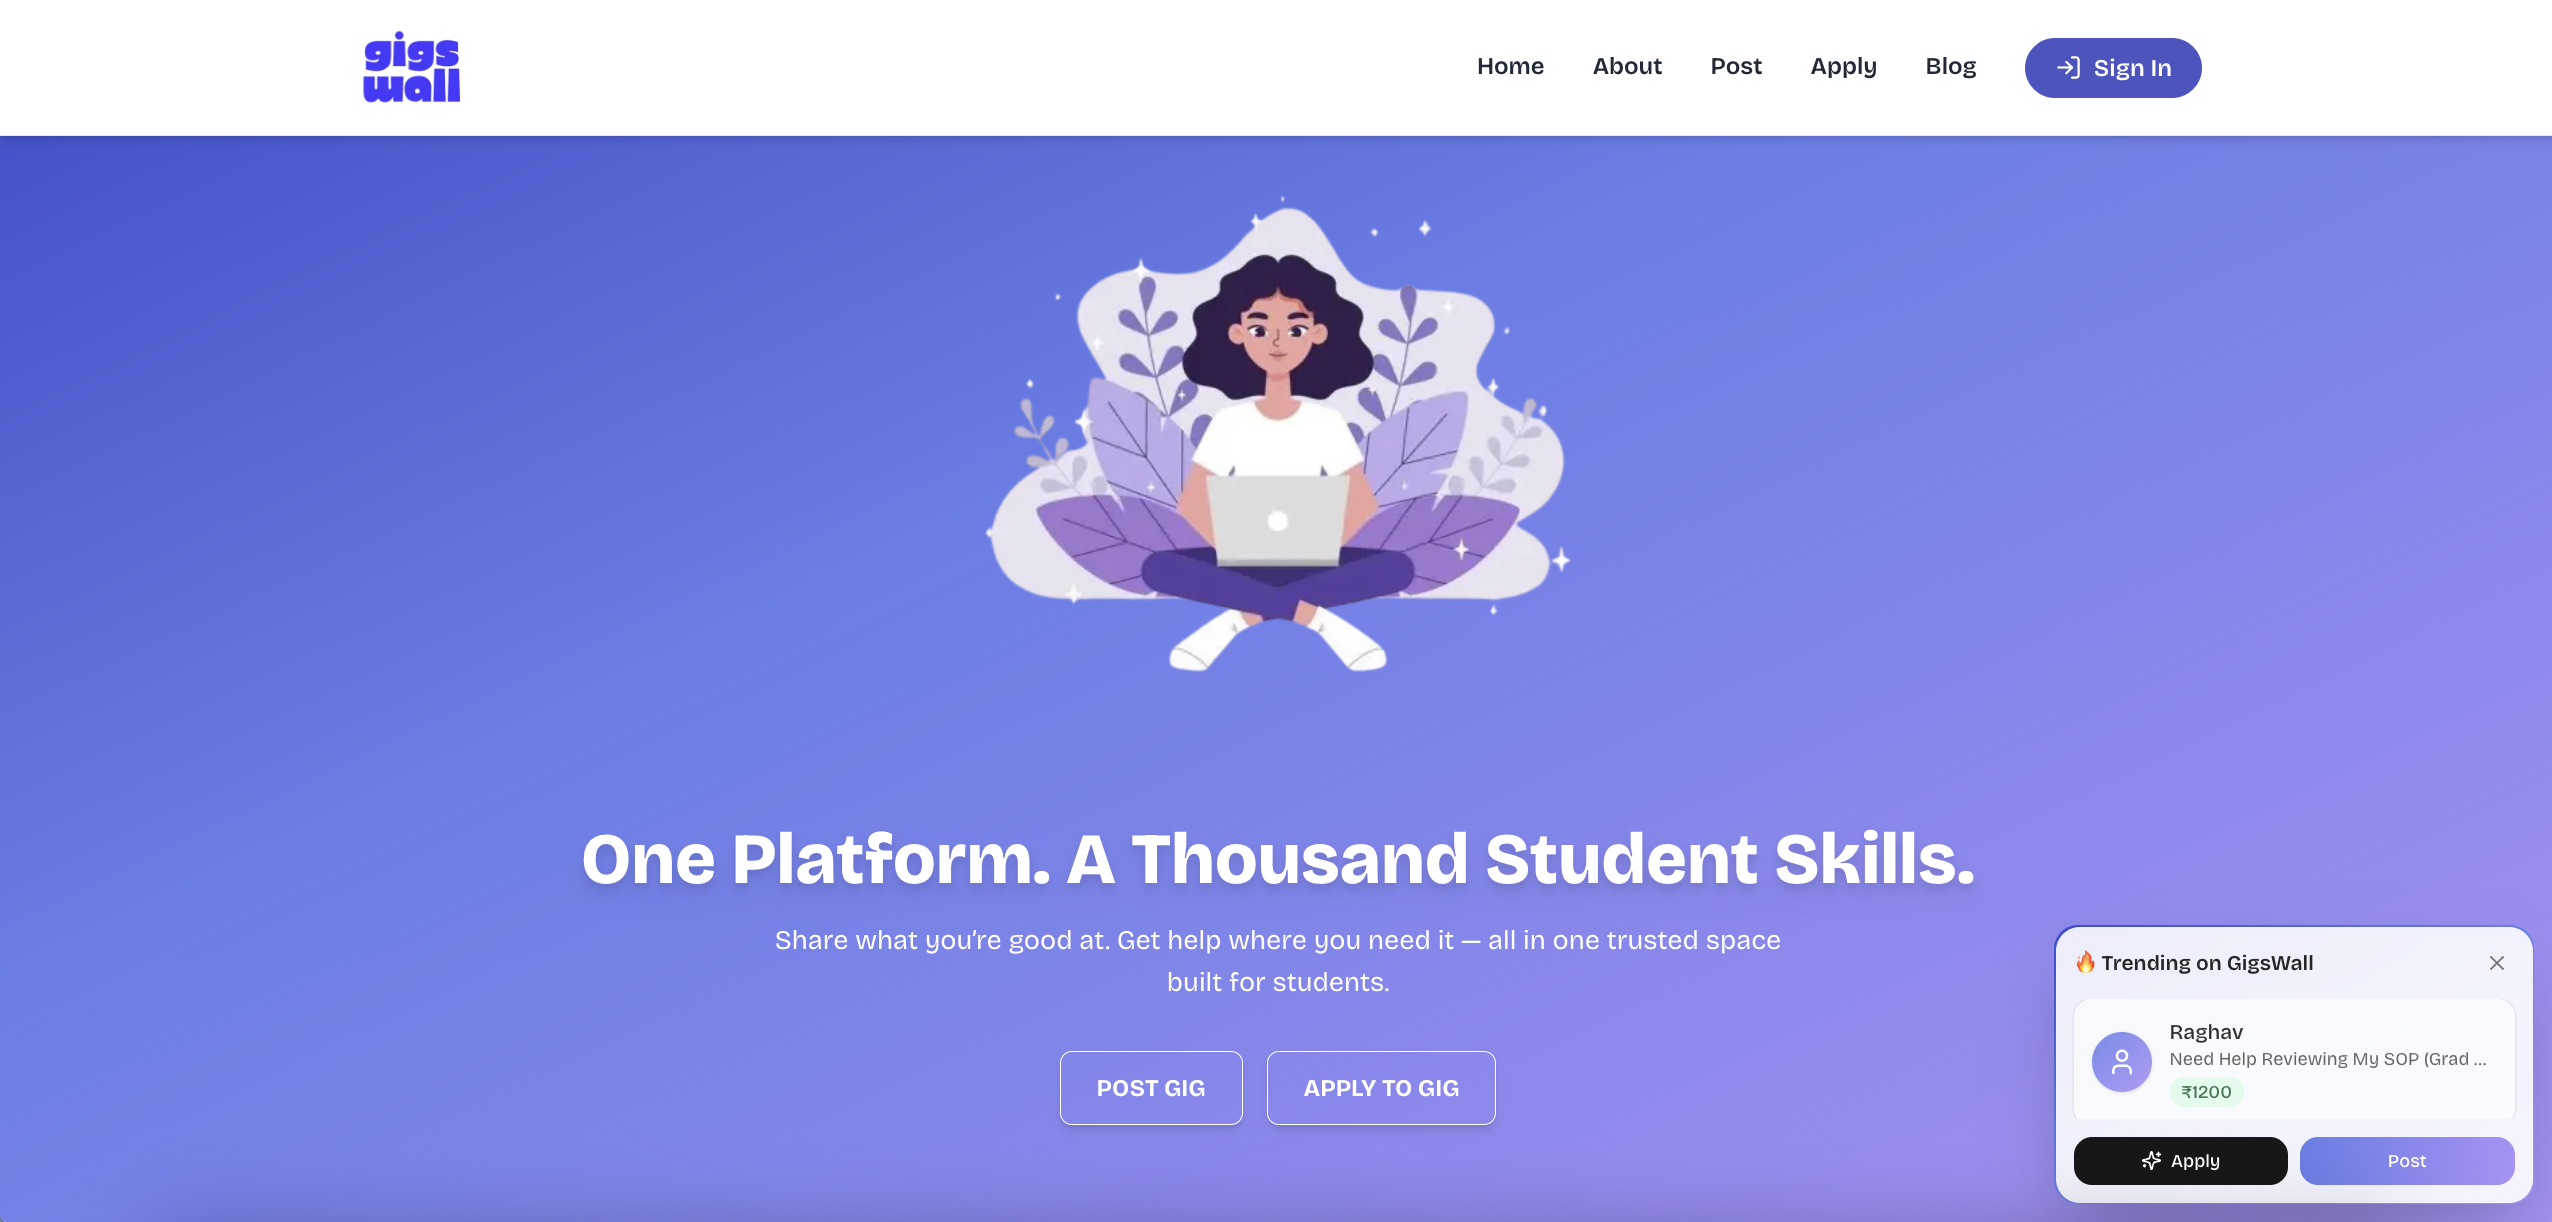 gigs
wall
Home About Post Apply Blog Sign In
One Platform. A Thousand Student Skills.
Share what you're good at. Get help where you need it — all in one trusted space
built for students.
POST GIG APPLY TO GIG
🔥 Trending on GigsWall
Raghav
Need Help Reviewing My SOP (Grad ...
₹1200
Apply Post